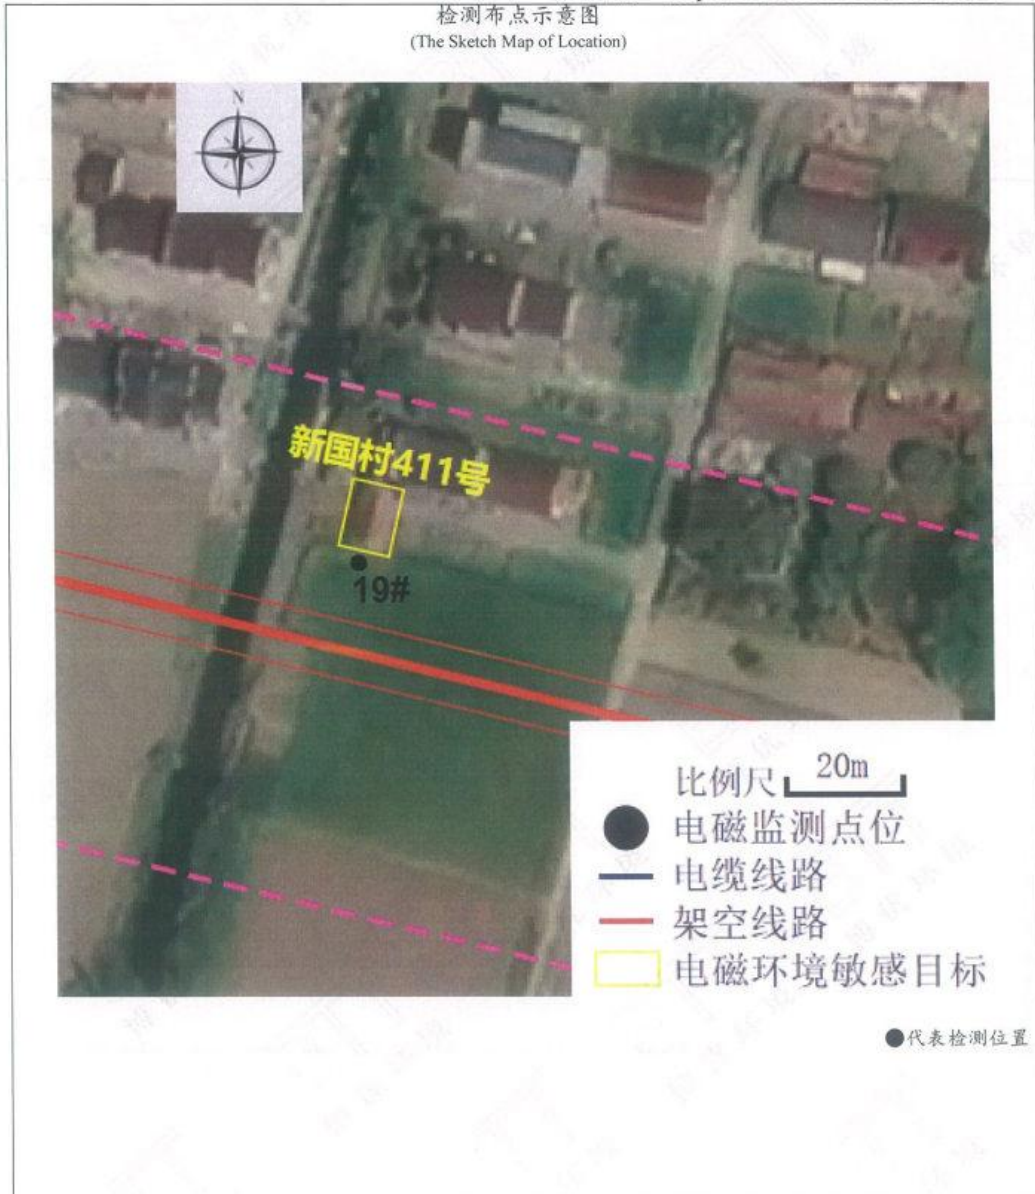 检测布点示意图
(The Sketch Map of Location)
N
新国村411号
19#
比例尺 20m
电磁监测点位
电缆线路
架空线路
电磁环境敏感目标
●代表检测位置